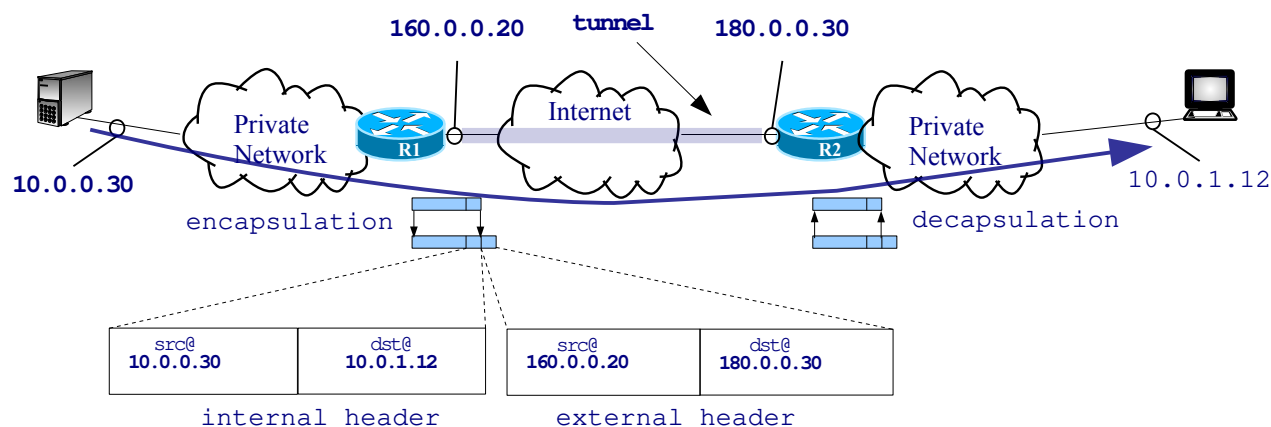 160.0.0.20
tunnel
180.0.0.30
Internet
Private
Network
R1
R2
Private
Network
10.0.0.30
10.0.1.12
encapsulation
decapsulation
src@
10.0.0.30
dst@
10.0.1.12
src@
160.0.0.20
dst@
180.0.0.30
internal header
external header